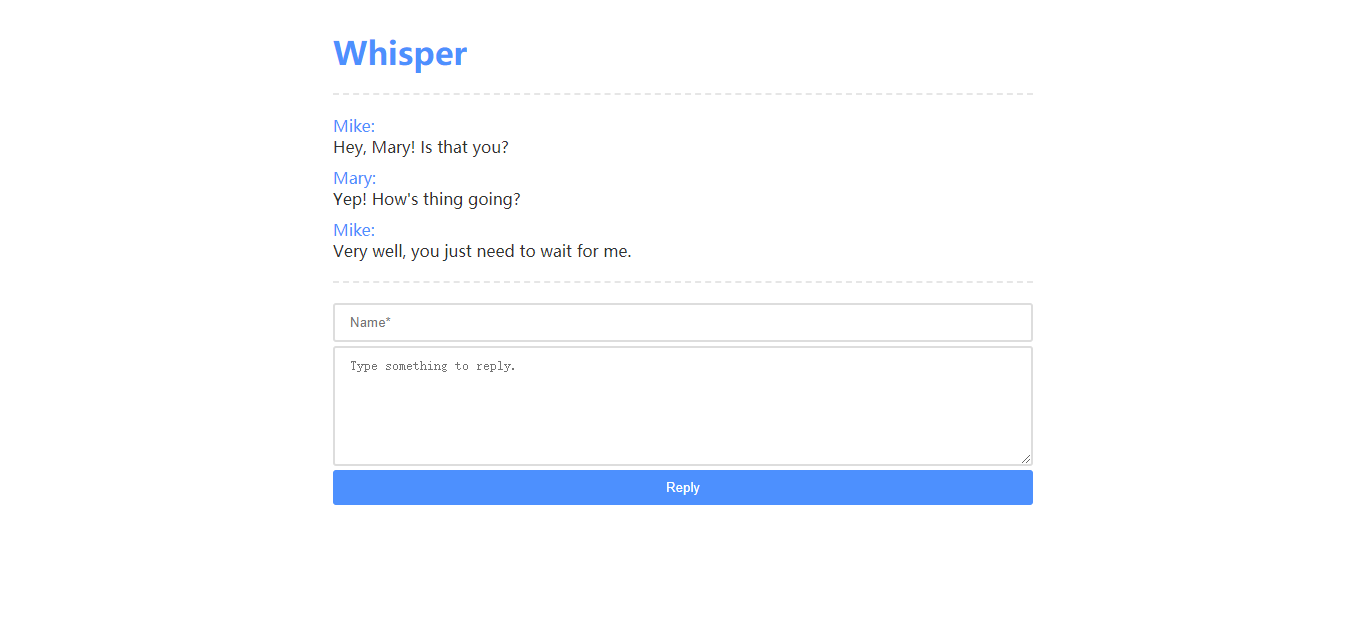 Whisper
Mike:
Hey, Mary! Is that you?
Mary:
Yep! How's thing going?
Mike:
Very well, you just need to wait for me.
Name*
Type something to reply.
Reply